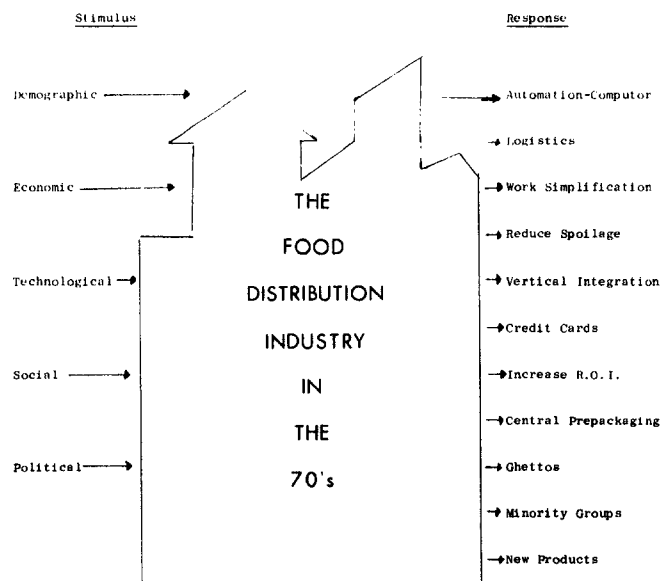 Stimulus Response
Demographic Automation-Computor
Logistics
Economic Work Simplification
THE
FOOD Reduce Spoilage
Technological DISTRIBUTION Vertical Integration
INDUSTRY Credit Cards
Social IN Increase R.O.I.
THE Central Prepackaging
Political 70's Ghettos
Minority Groups
New Products